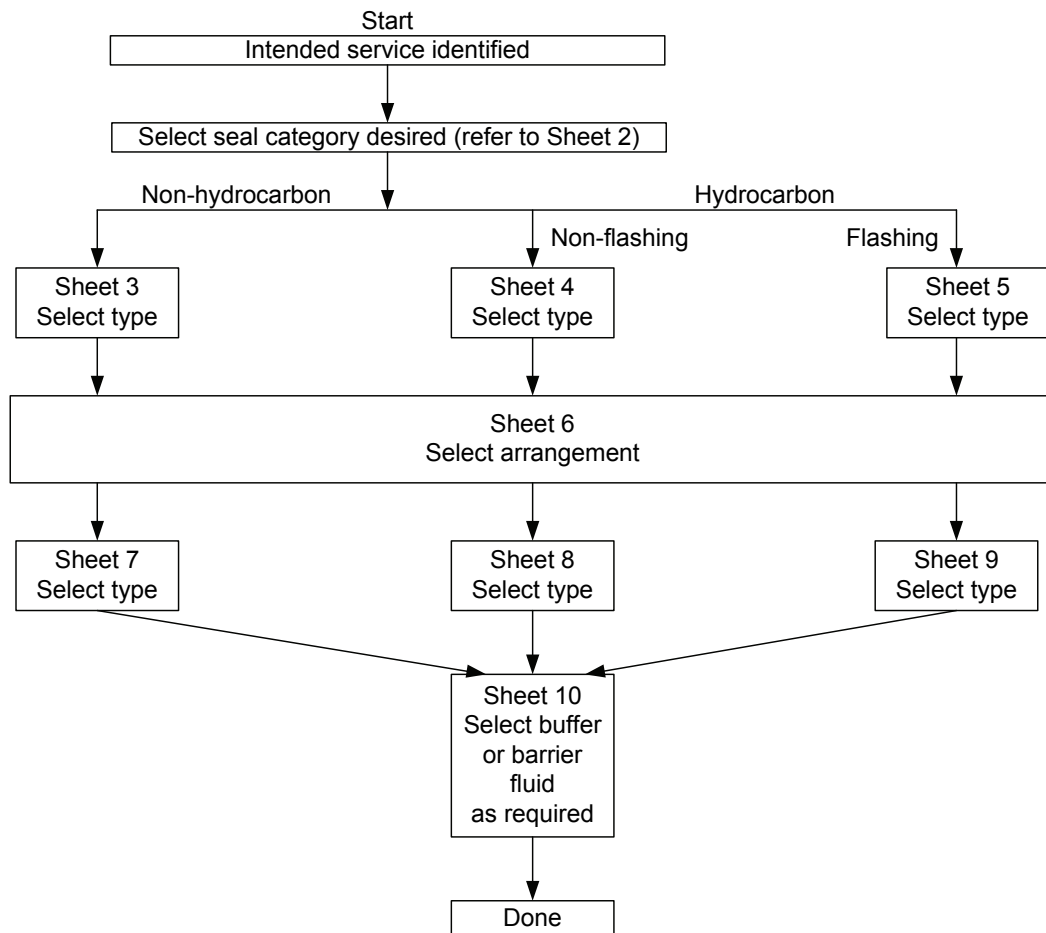 Start
Intended service identified
Select seal category desired (refer to Sheet 2)
Non-hydrocarbon
Hydrocarbon
Non-flashing
Flashing
Sheet 3
Select type
Sheet 4
Select type
Sheet 5
Select type
Sheet 6
Select arrangement
Sheet 7
Select type
Sheet 8
Select type
Sheet 9
Select type
Sheet 10
Select buffer
or barrier
fluid
as required
Done